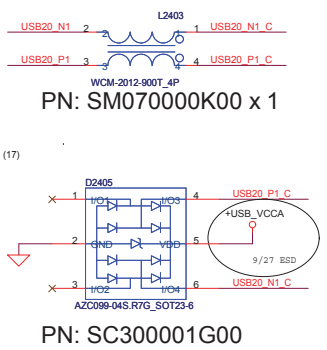 L2403
USB20_N1 2 1 USB20_N1_C
USB20_P1 3 4 USB20_P1_C
WCM-2012-900T_4P
PN: SM070000K00 x 1
(17)
D2405
1 I/O1 I/O3 4 USB20_P1_C
+USB_VCCA
2 GND VDD 5
9/27 ESD
3 I/O2 I/O4 6 USB20_N1_C
AZC099-04S.R7G_SOT23-6
PN: SC300001G00